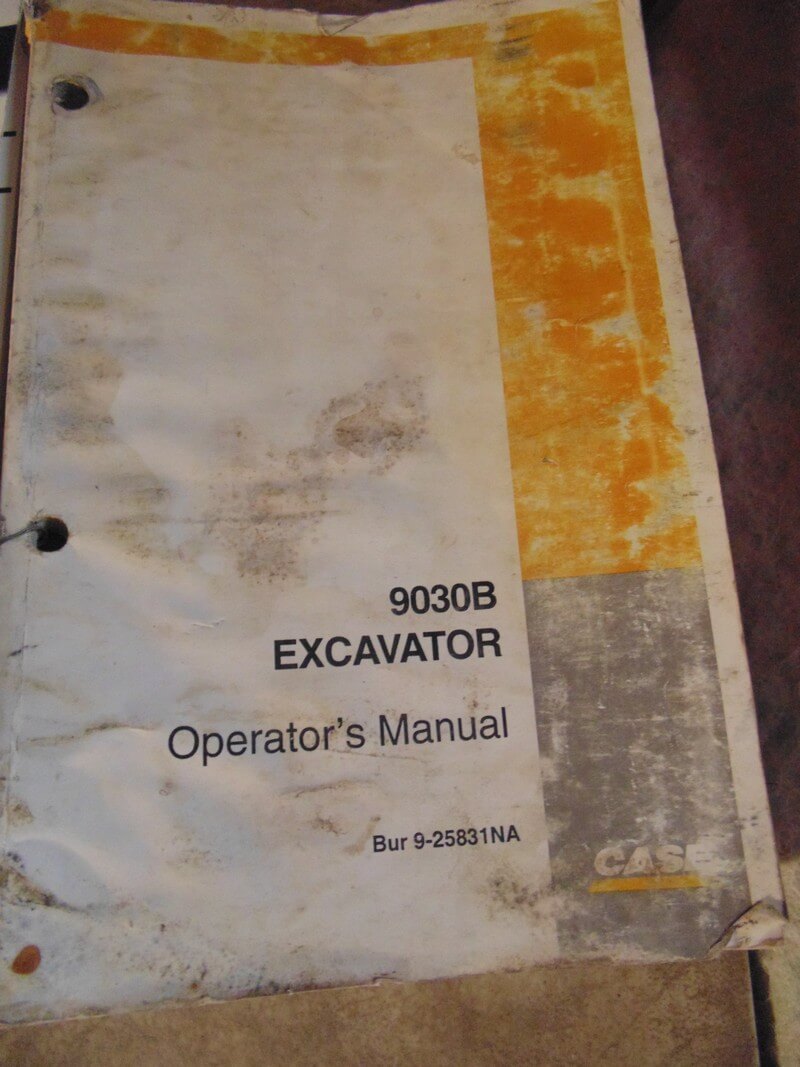 9030B
EXCAVATOR
Operator's Manual
Bur 9-25831NA
CASE